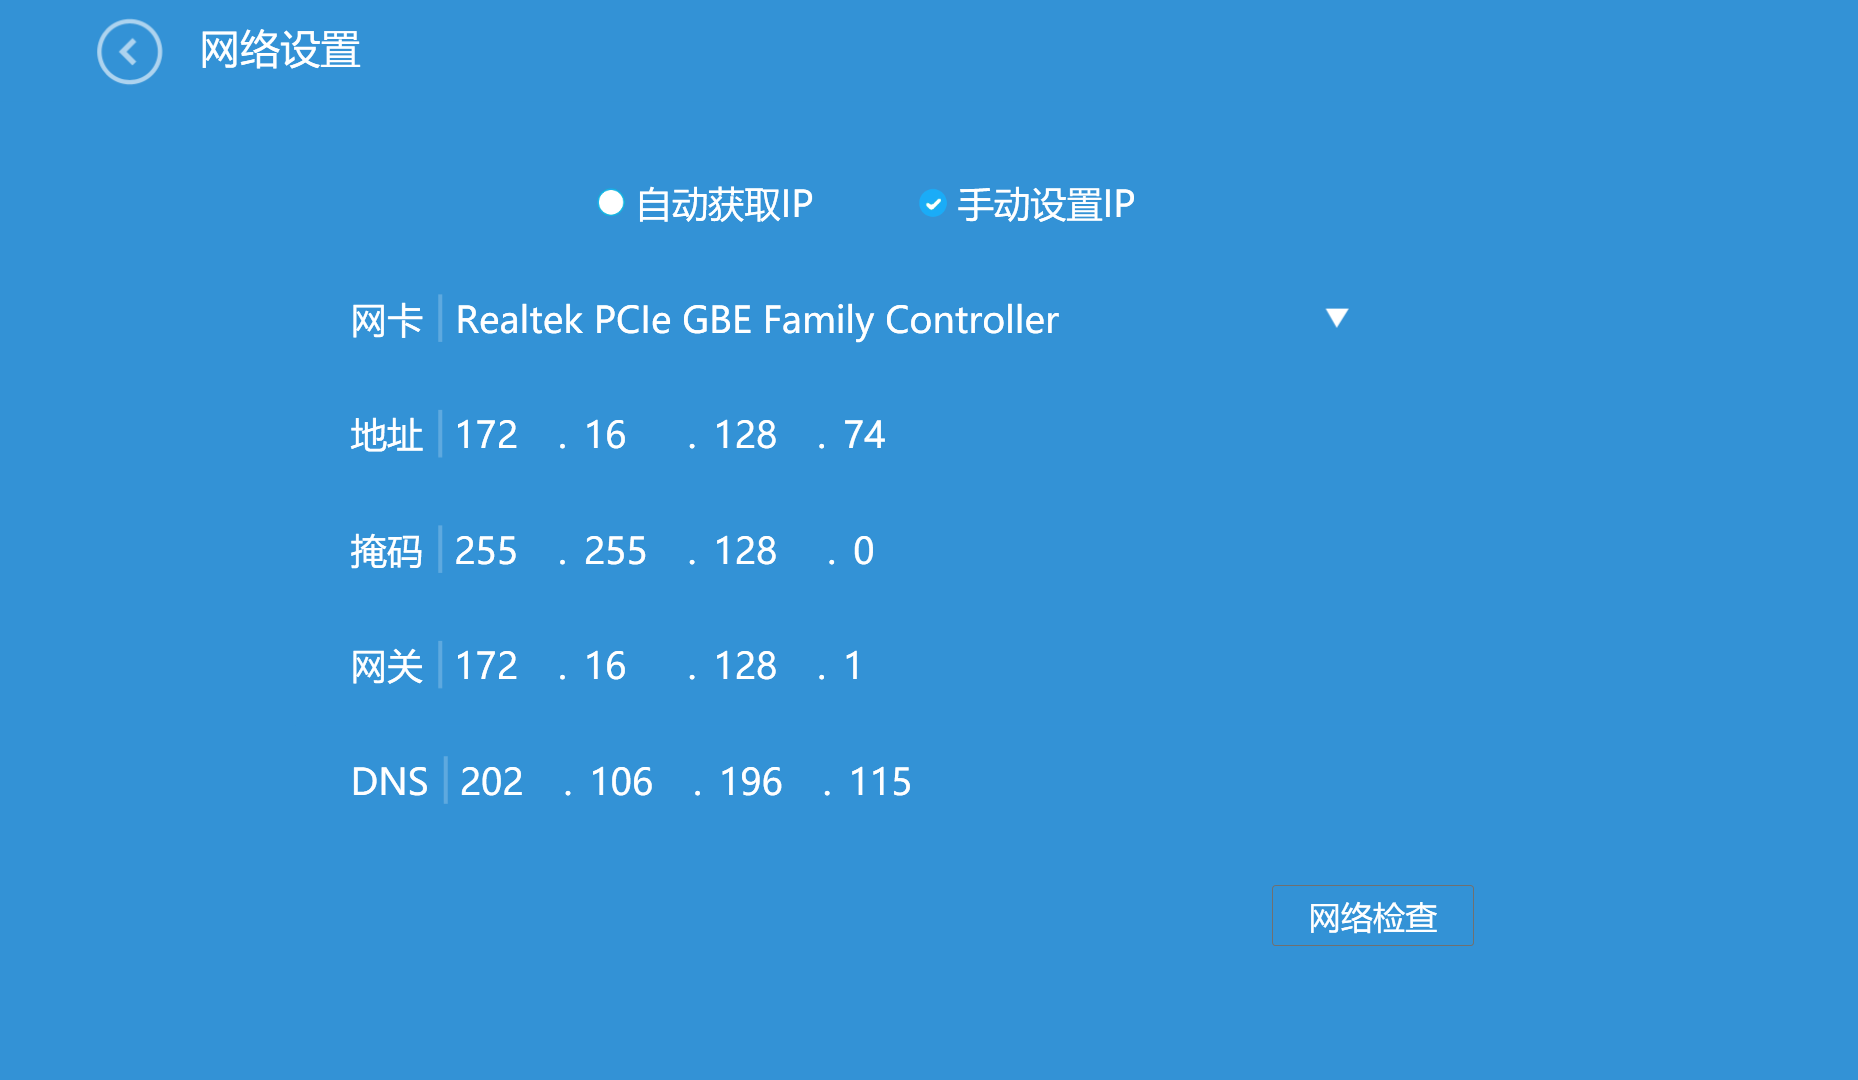 网络设置
自动获取IP 手动设置IP
网卡 Realtek PCIe GBE Family Controller
地址 172 . 16 . 128 . 74
掩码 255 . 255 . 128 . 0
网关 172 . 16 . 128 . 1
DNS 202 . 106 . 196 . 115
网络检查